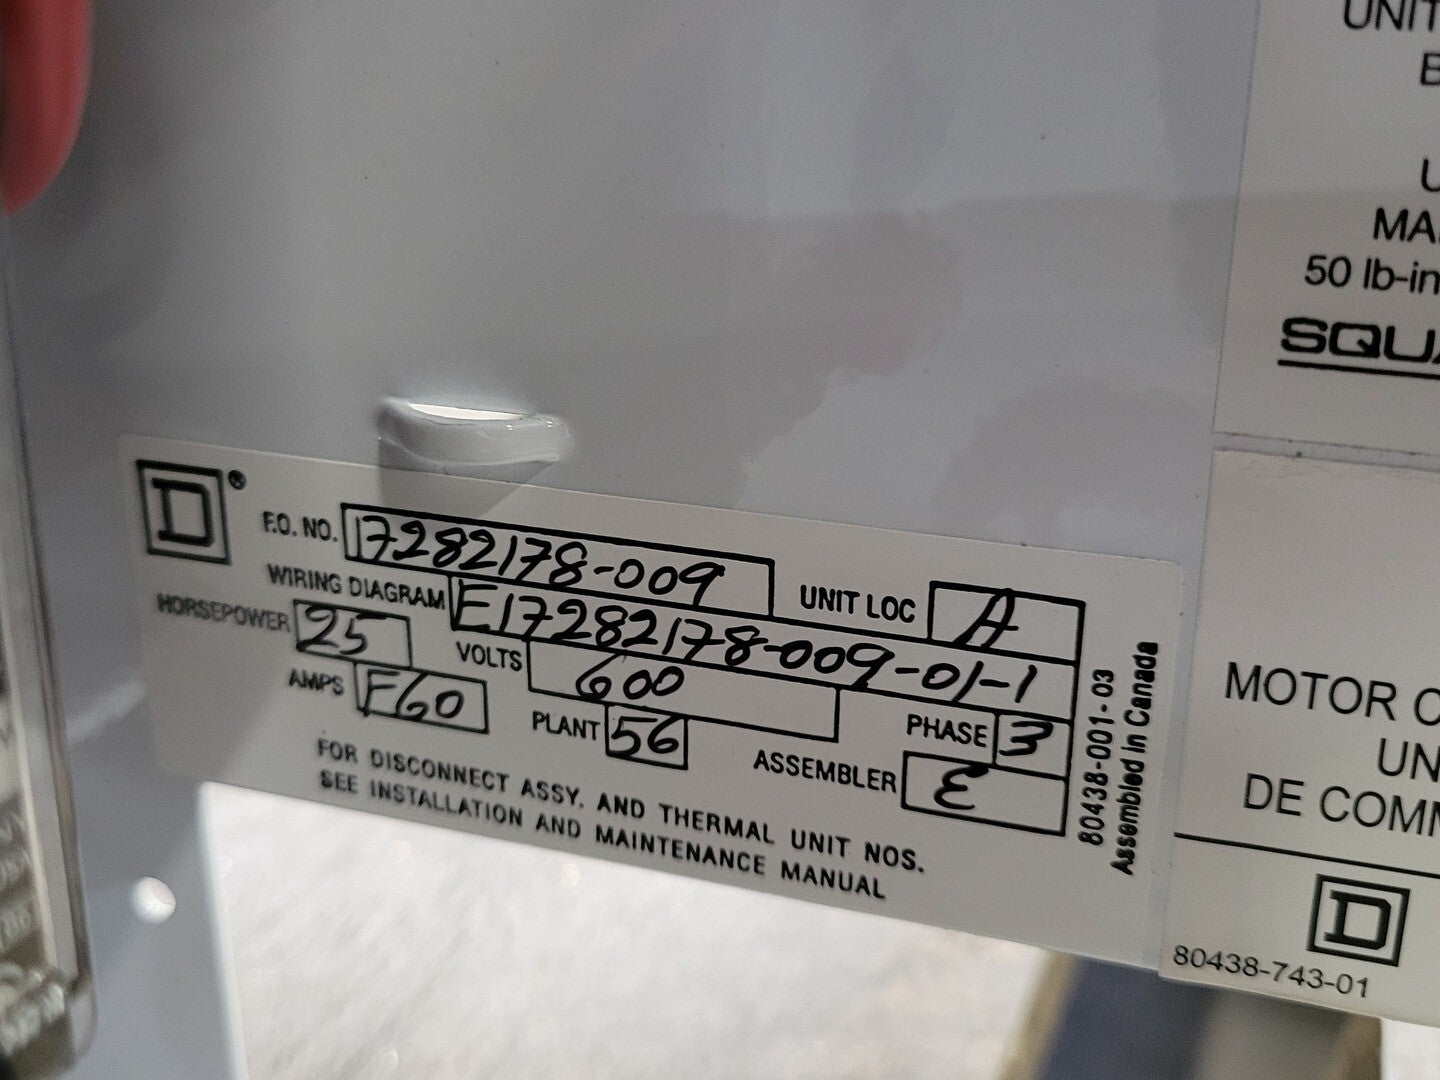 D®
F.O. NO. 17282178-009 UNIT LOC A
WIRING DIAGRAM E17282178-009-01-1
HORSEPOWER 25 VOLTS 600 PHASE 3
AMPS F60 PLANT 56 ASSEMBLER E
FOR DISCONNECT ASSY. AND THERMAL UNIT NOS.
SEE INSTALLATION AND MAINTENANCE MANUAL
80438-001-03
Assembled in Canada
UNIT
B
U
MA
50 lb-in
SQUA
MOTOR C
UN
DE COMM
D
80438-743-01